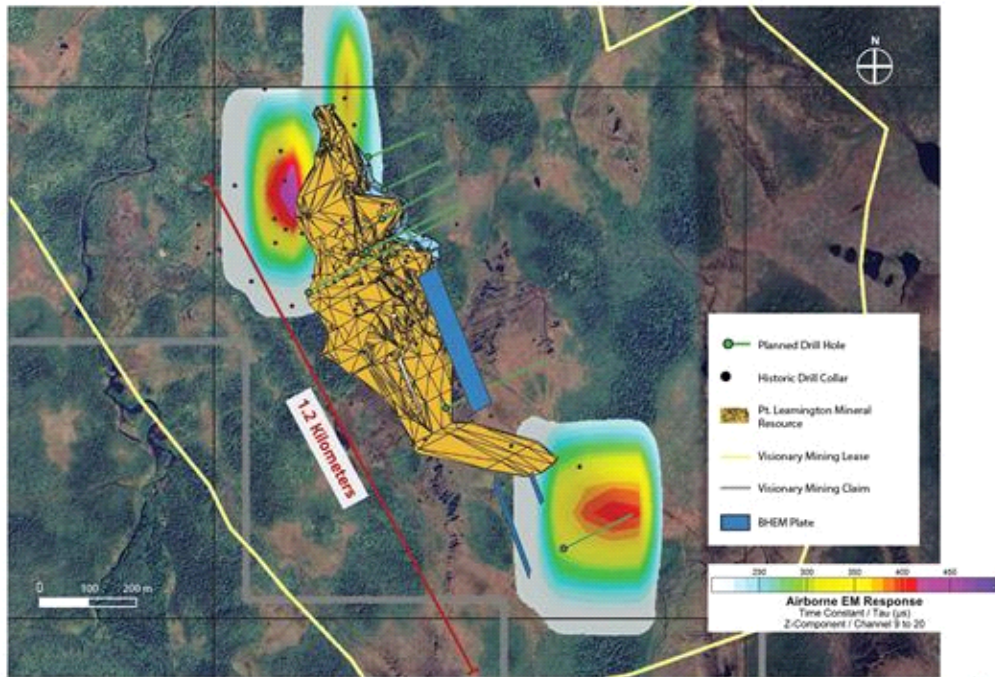 N
1.2 Kilometers
Planned Drill Hole
Historic Drill Collar
Pt. Leamington Mineral
Resource
Visionary Mining Lease
Visionary Mining Claim
BHEM Plate
0 100 200 m
250 300 350 400 450
Airborne EM Response
Time Constant / Tau (µs)
Z-Component / Channel 9 to 20